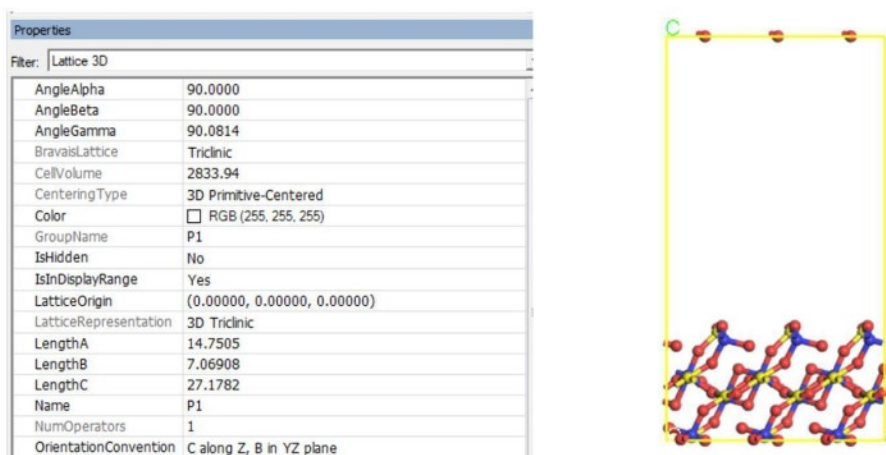 Properties
Filter: Lattice 3D
AngleAlpha 90.0000
AngleBeta 90.0000
AngleGamma 90.0814
BravaisLattice Triclinic
CellVolume 2833.94
CenteringType 3D Primitive-Centered
Color RGB (255, 255, 255)
GroupName P1
IsHidden No
IsInDisplayRange Yes
LatticeOrigin (0.00000, 0.00000, 0.00000)
LatticeRepresentation 3D Triclinic
LengthA 14.7505
LengthB 7.06908
LengthC 27.1782
Name P1
NumOperators 1
OrientationConvention C along Z, B in YZ plane
C